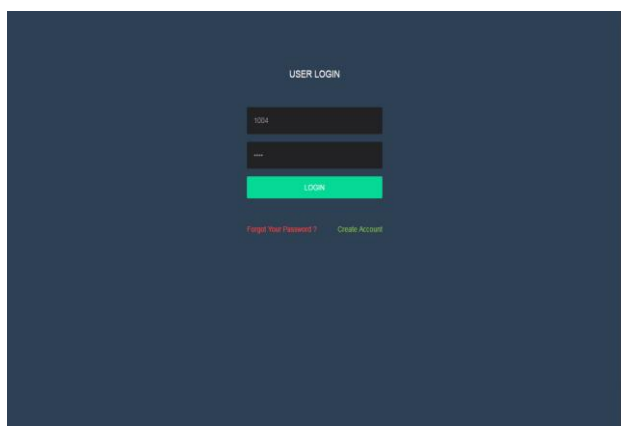 USER LOGIN
1004
····
LOGIN
Forgot Your Password ? Create Account